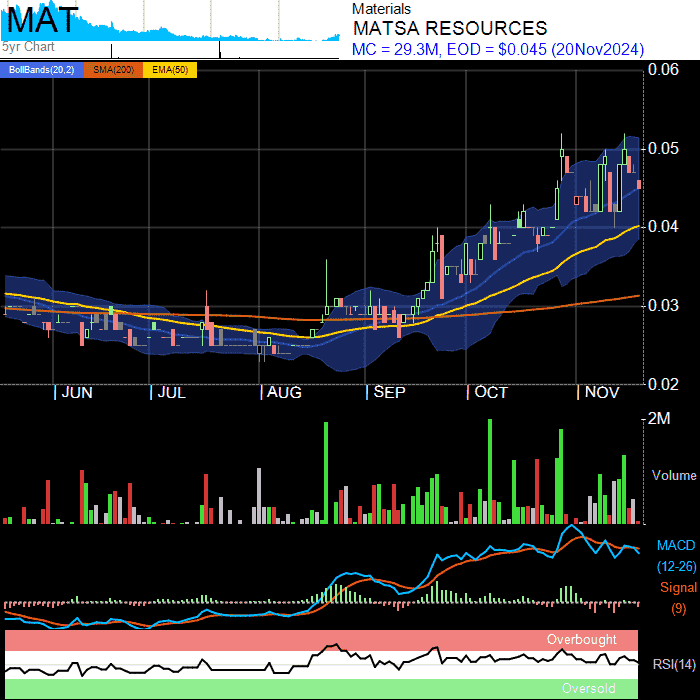 MAT
5yr Chart
Materials
MATSA RESOURCES
MC = 29.3M, EOD = $0.045 (20Nov2024)
BollBands(20,2) SMA(200) EMA(50)
0.06
0.05
0.04
0.03
0.02
JUN JUL AUG SEP OCT NOV
2M
Volume
MACD
(12-26)
Signal
(9)
Overbought
RSI(14)
Oversold